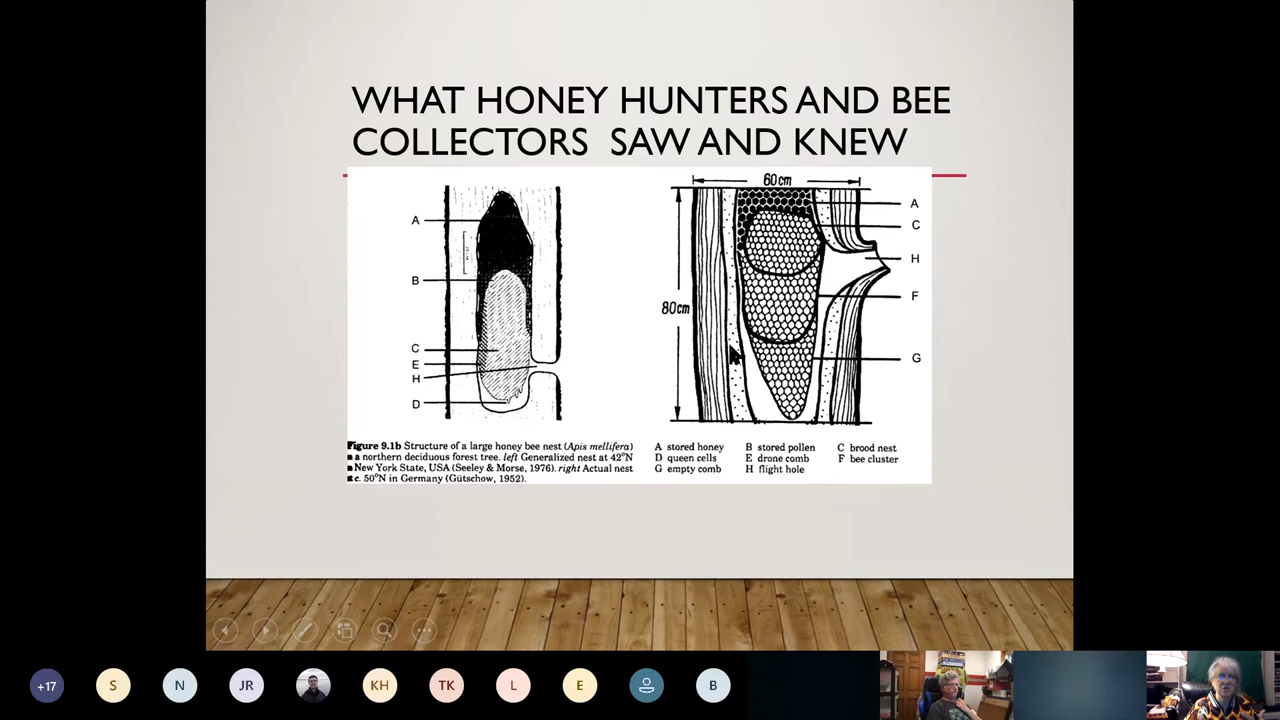 WHAT HONEY HUNTERS AND BEE
COLLECTORS SAW AND KNEW
A
B
C
E
H
D
60cm
80cm
A
C
H
F
G
Figure 9.1b Structure of a large honey bee nest (Apis mellifera)
a northern deciduous forest tree. left Generalized nest at 42°N
New York State, USA (Seeley & Morse, 1976). right Actual nest
c. 50°N in Germany (Gütschow, 1952).
A stored honey B stored pollen C brood nest
D queen cells E drone comb F bee cluster
G empty comb H flight hole
+17 S N JR KH TK L E B